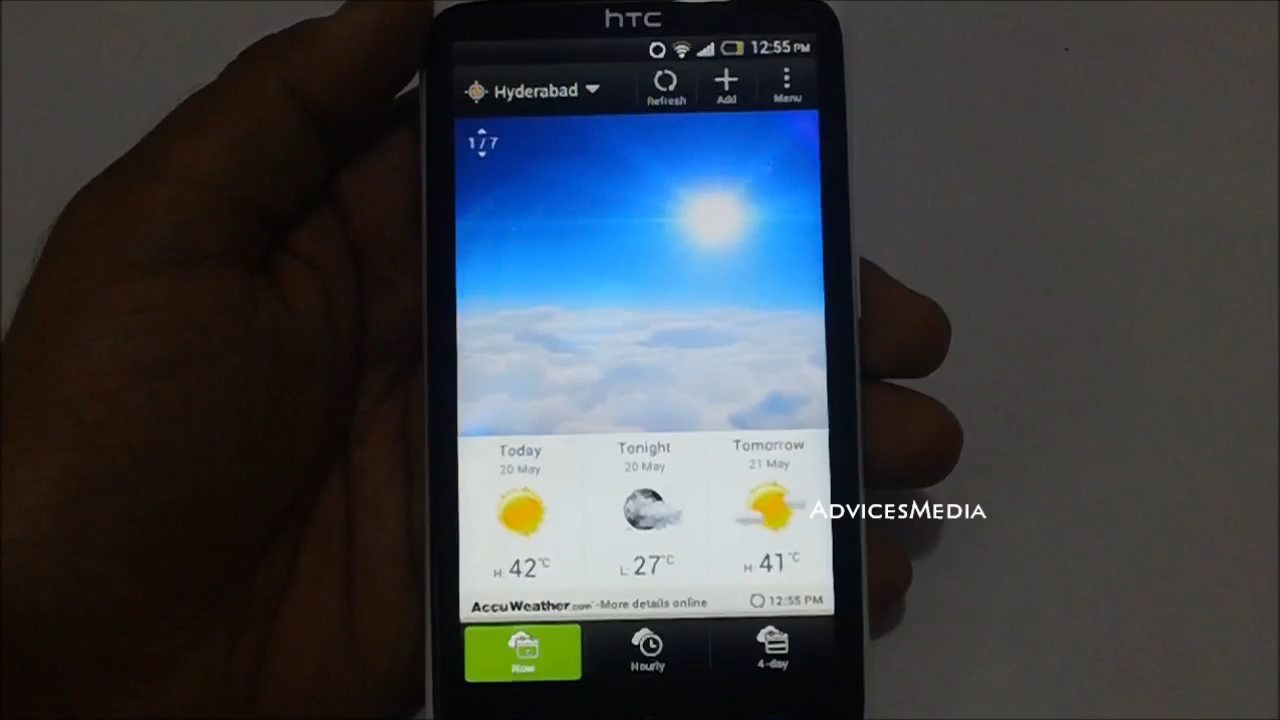 hTC
12:55 PM
Hyderabad
Refresh
Add
Menu
1/7
Today
Tonight
Tomorrow
20 May
20 May
21 May
H: 42°C
L: 27°C
H: 41°C
AdvicesMedia
AccuWeather.com - More details online
12:55 PM
Now
Hourly
4-day